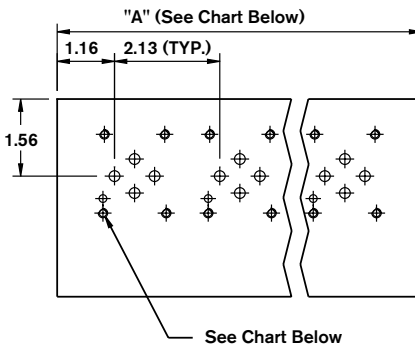 "A" (See Chart Below)
1.16
2.13 (TYP.)
1.56
See Chart Below